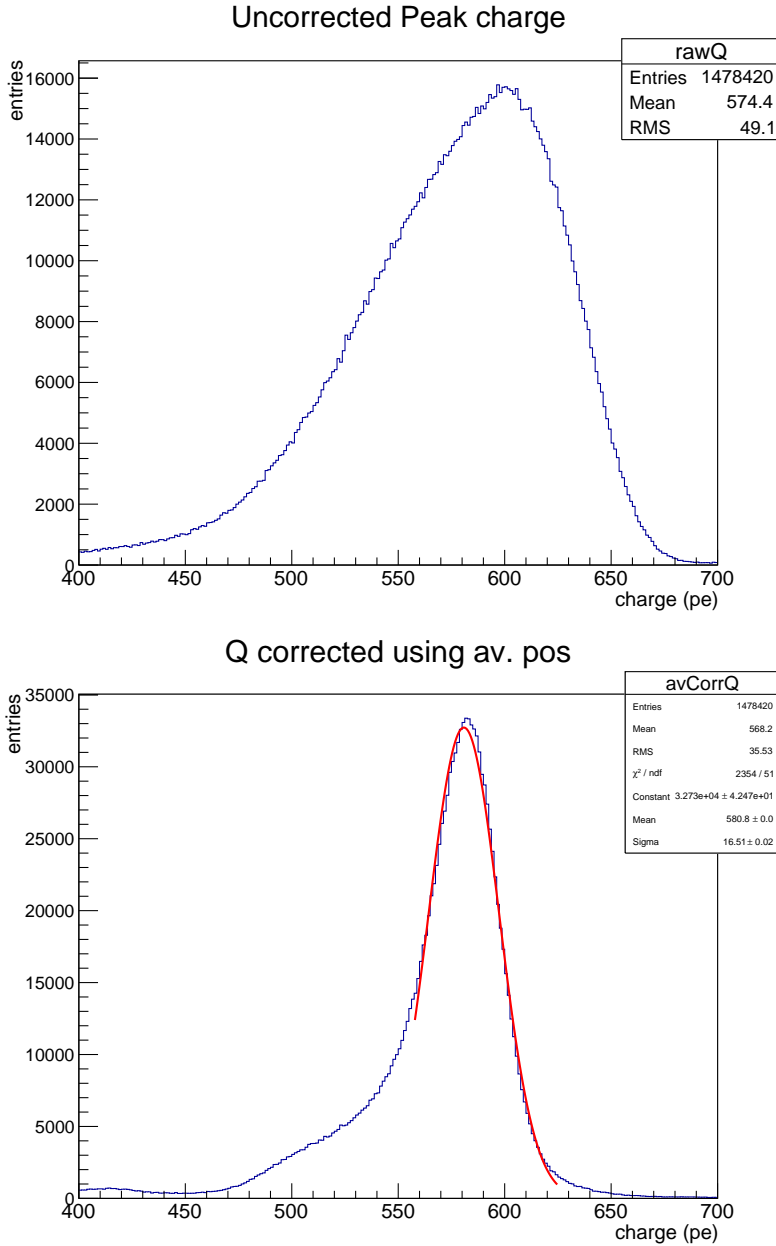 Uncorrected Peak charge
rawQ
Entries 1478420
Mean 574.4
RMS 49.1
entries
16000
14000
12000
10000
8000
6000
4000
2000
0
400 450 500 550 600 650 700
charge (pe)
Q corrected using av. pos
avCorrQ
Entries 1478420
Mean 568.2
RMS 35.53
χ² / ndf 2354 / 51
Constant 3.273e+04 ± 4.247e+01
Mean 580.8 ± 0.0
Sigma 16.51 ± 0.02
entries
35000
30000
25000
20000
15000
10000
5000
0
400 450 500 550 600 650 700
charge (pe)